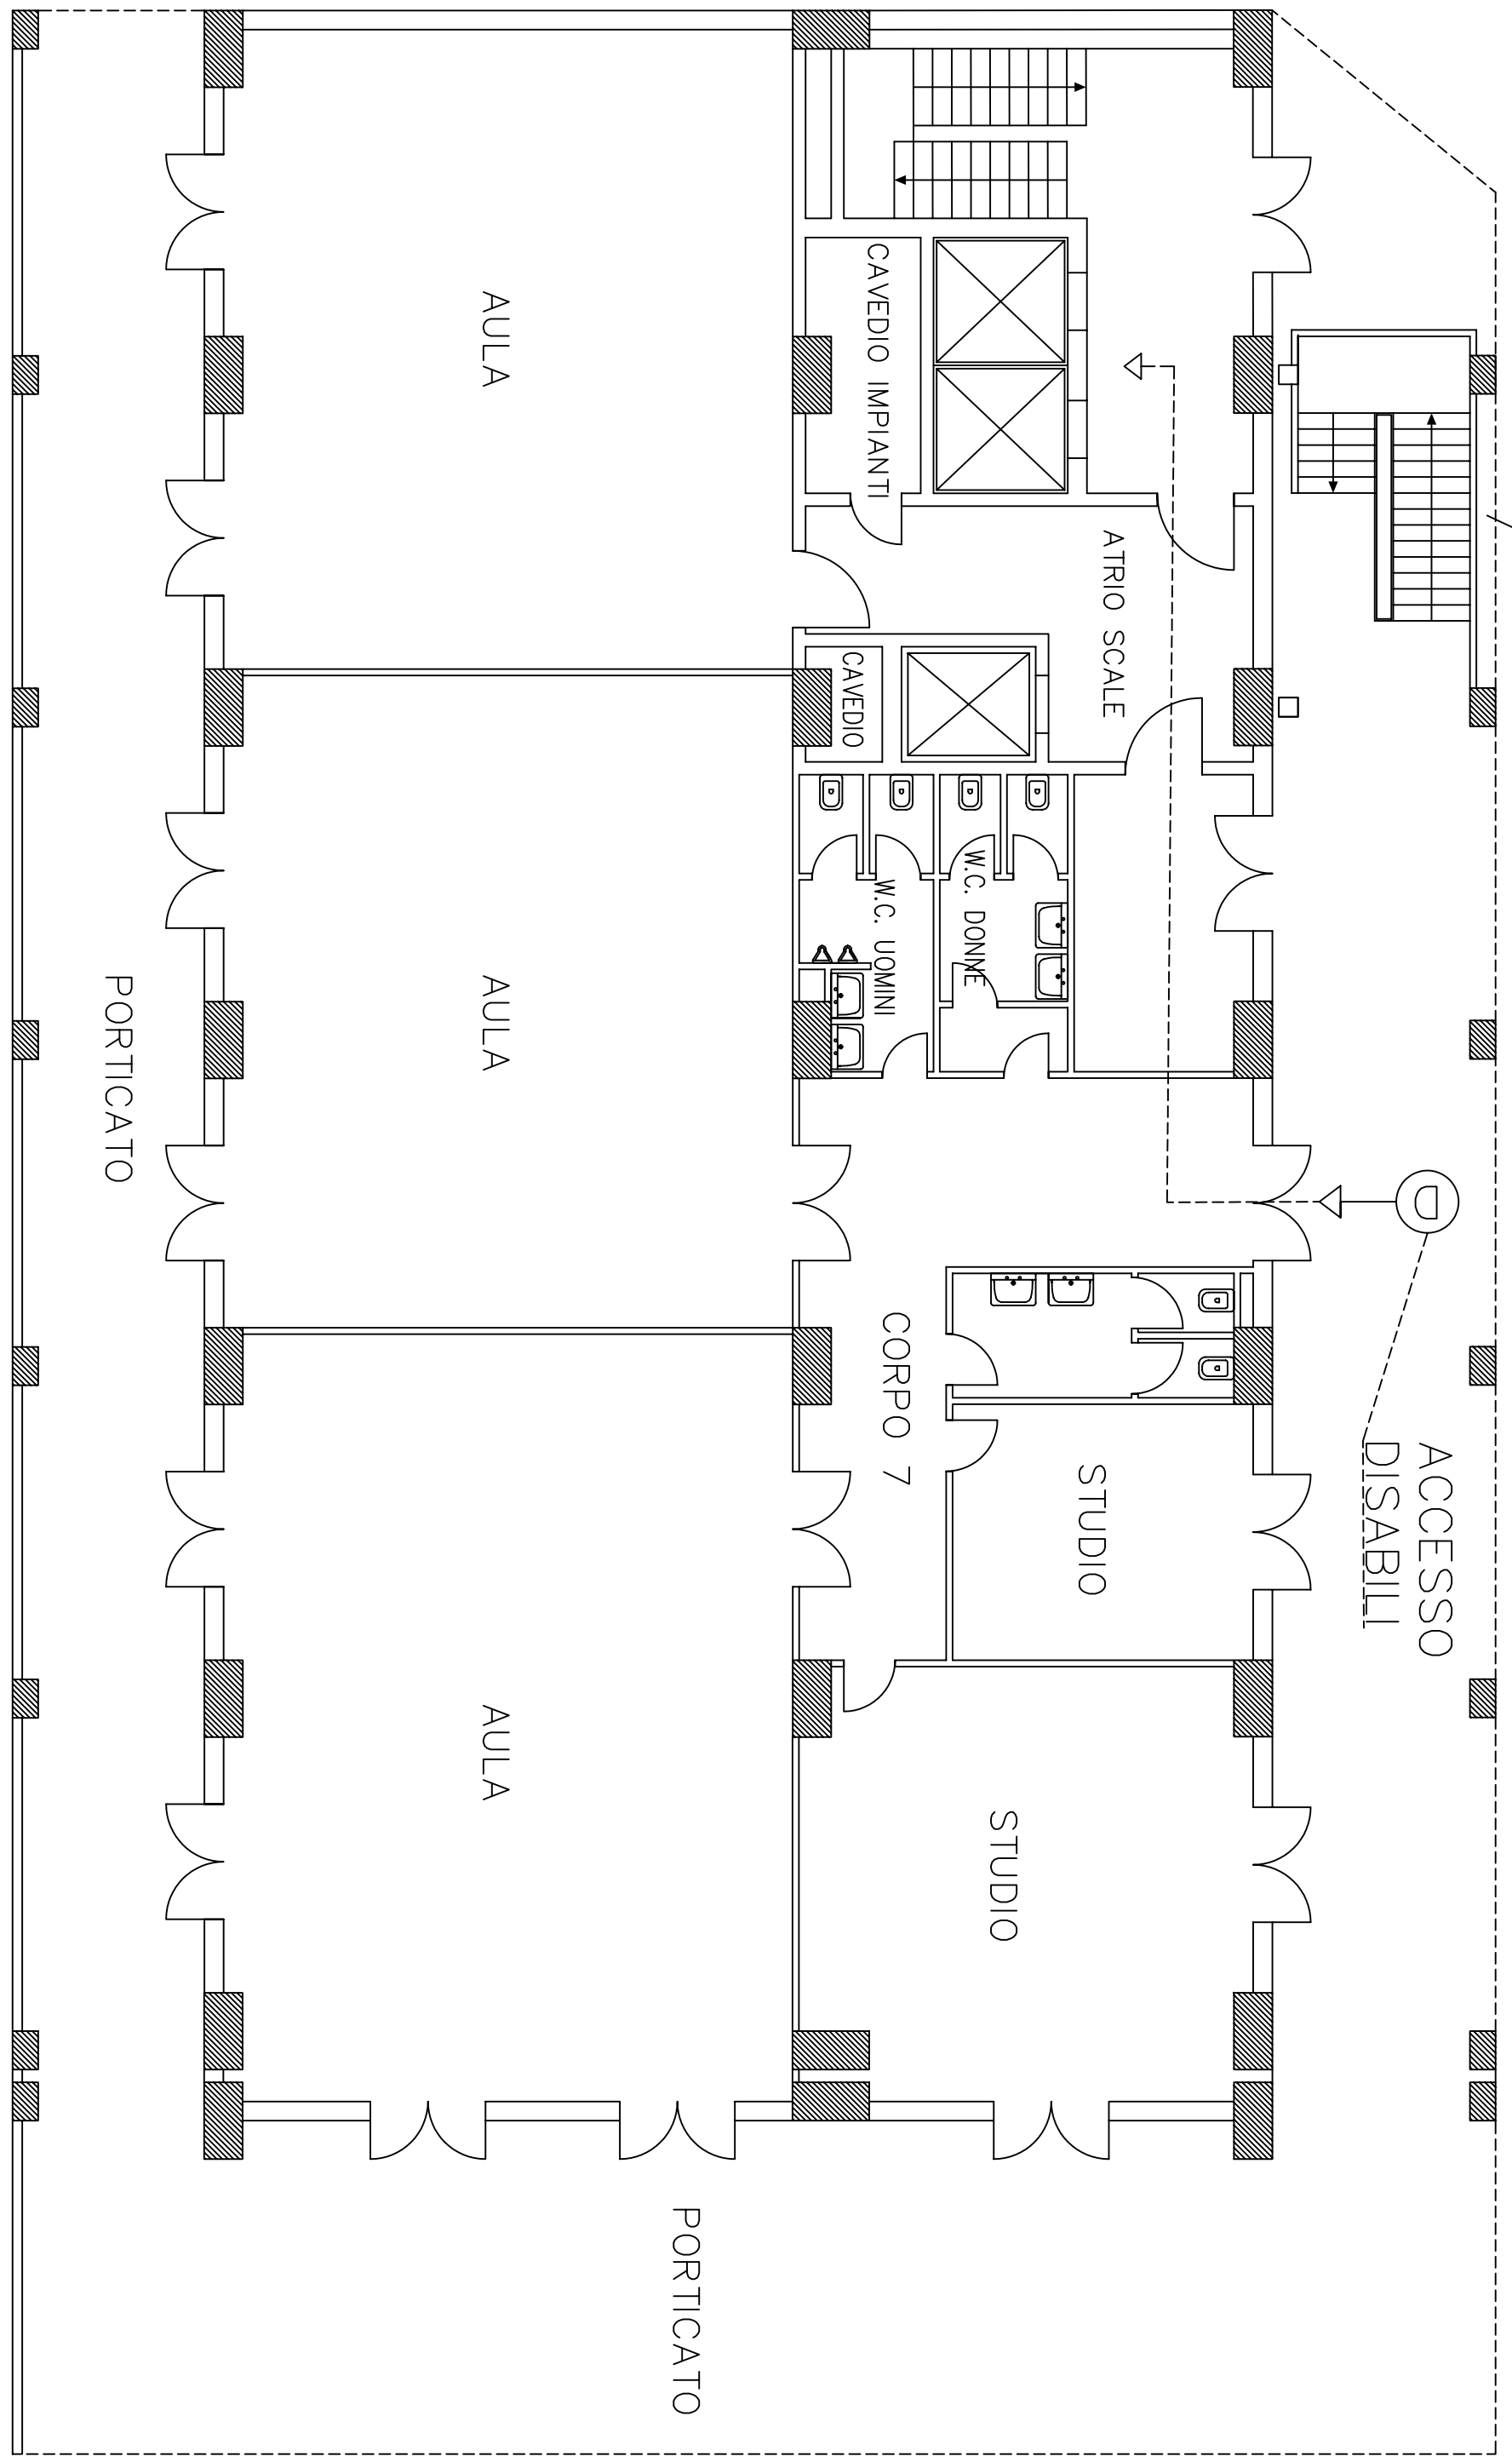 ACCESSO
DISABILI
D
ATRIO SCALE
STUDIO
STUDIO
W.C. DONNE
CAVEDIO IMPIANTI
W.C. UOMINI
CORPO 7
CAVEDIO
PORTICATO
AULA
AULA
AULA
PORTICATO